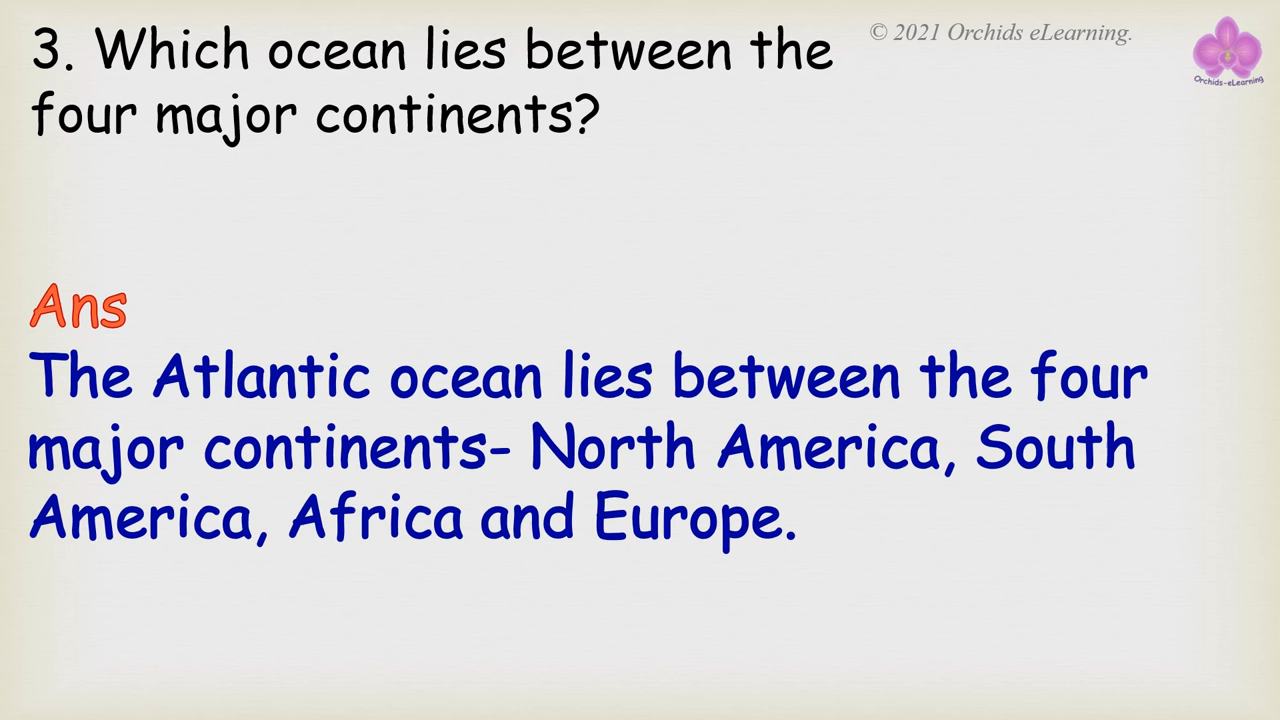 3. Which ocean lies between the
four major continents?
© 2021 Orchids eLearning.
Orchids-eLearning
Ans
The Atlantic ocean lies between the four
major continents- North America, South
America, Africa and Europe.